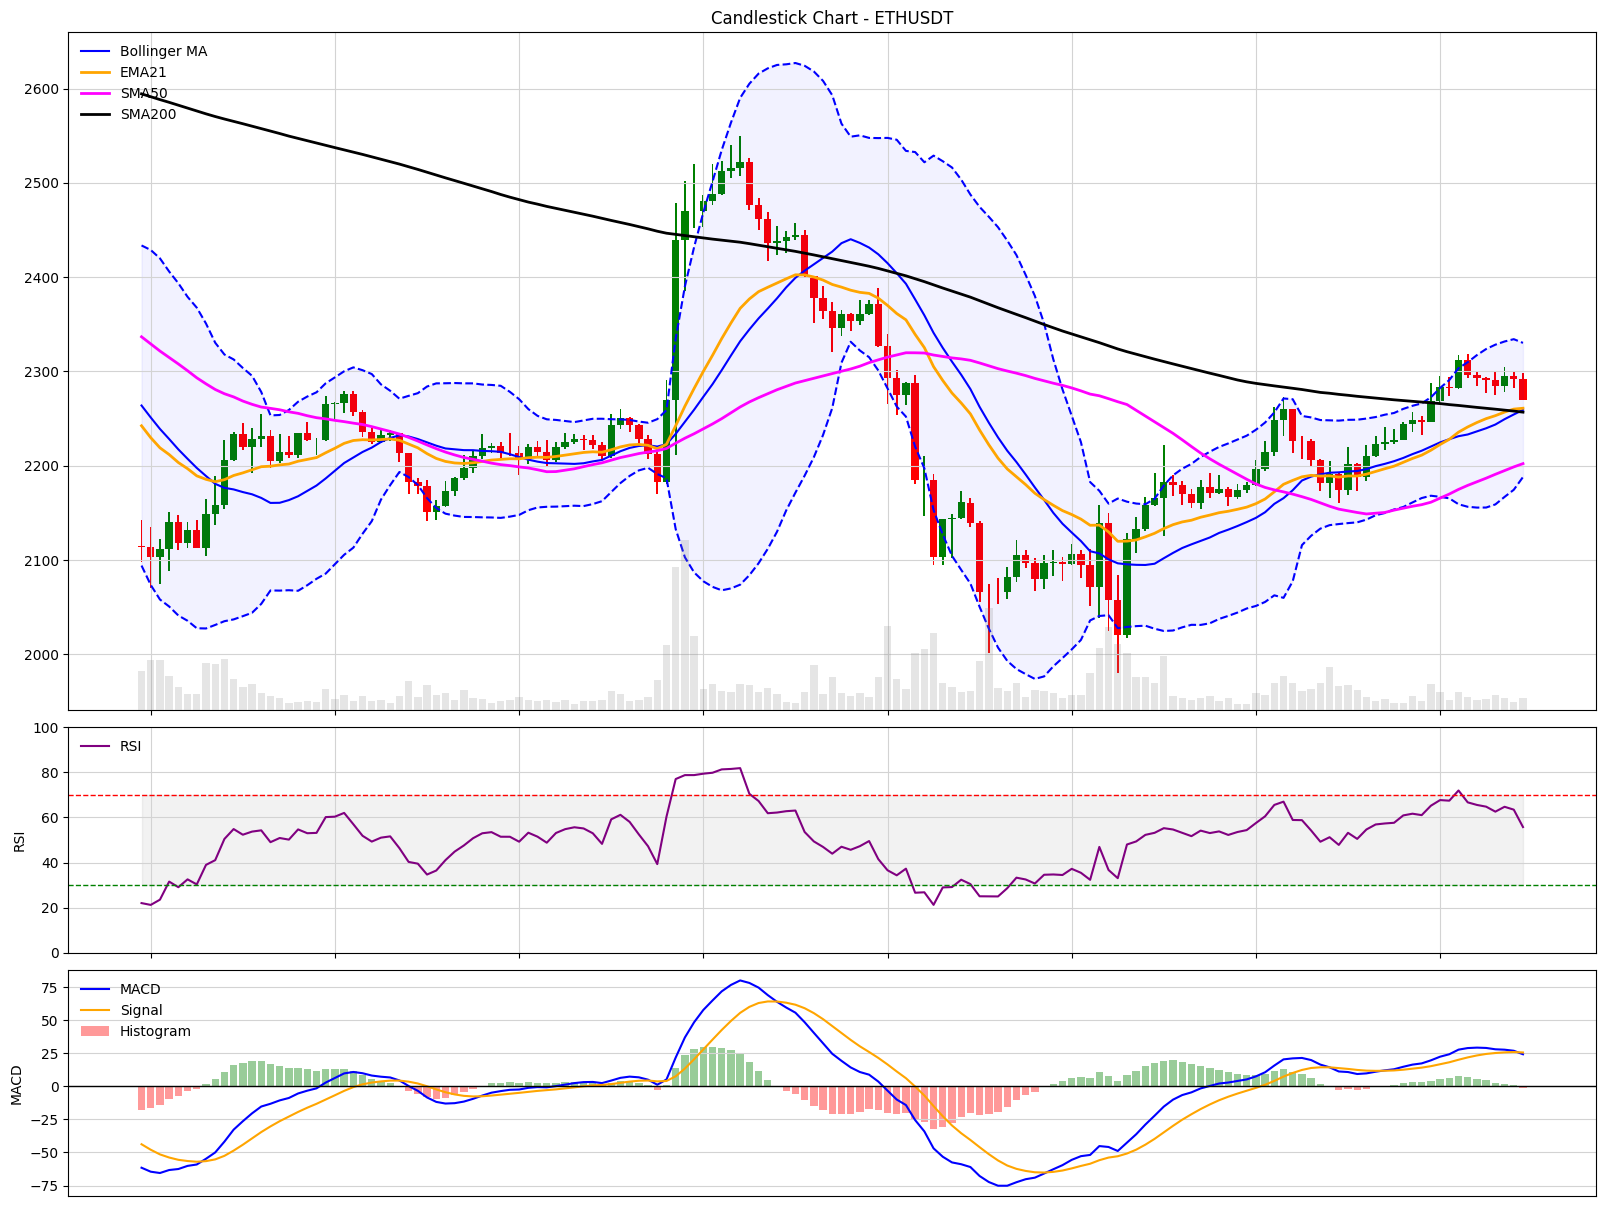 Candlestick Chart - ETHUSDT
Bollinger MA
EMA21
SMA50
SMA200
2600
2500
2400
2300
2200
2100
2000
RSI
100
80
60
40
20
0
RSI
MACD
Signal
Histogram
75
50
25
0
−25
−50
−75
MACD